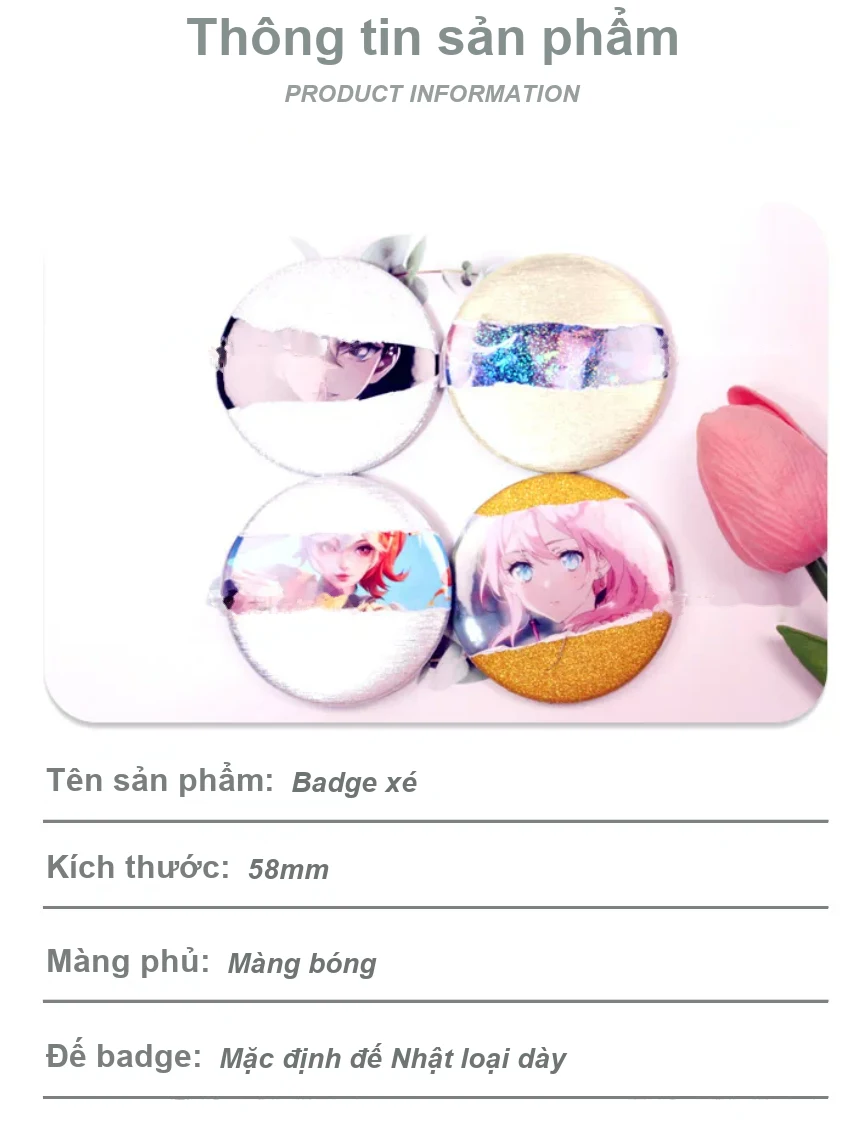 Thông tin sản phẩm
PRODUCT INFORMATION
Tên sản phẩm: Badge xé
Kích thước: 58mm
Màng phủ: Màng bóng
Đế badge: Mặc định đế Nhật loại dày